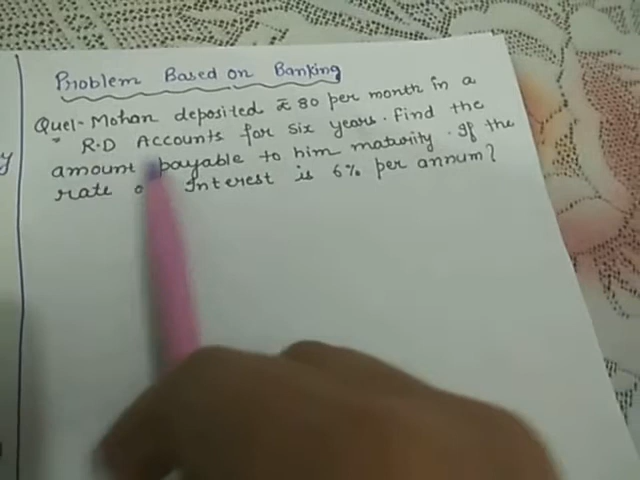 Problem Based on Banking
Que1-Mohan deposited ₹ 80 per month in a
R.D Accounts for six years. Find the
amount payable to him maturity. If the
rate Interest is 6% per annum?